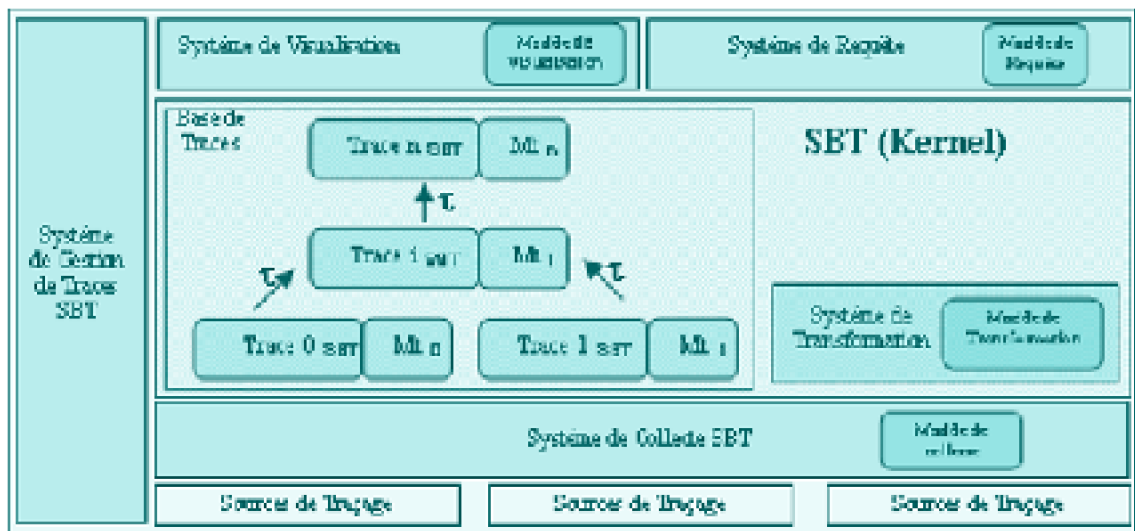 Système de Visualisation
Modèle de
Visualisation
Système de Requête
Modèle de
Requête
Base de
Traces
Trace n SBT
Mt n
SBT (Kernel)
τ
Système
de Gestion
de Traces
SBT
Trace i SBT
Mt i
τ
τ
Système de
Transformation
Modèle de
Transformation
Trace 0 SBT
Mt 0
Trace 1 SBT
Mt 1
Système de Collecte SBT
Modèle de
collecte
Sources de Traçage
Sources de Traçage
Sources de Traçage